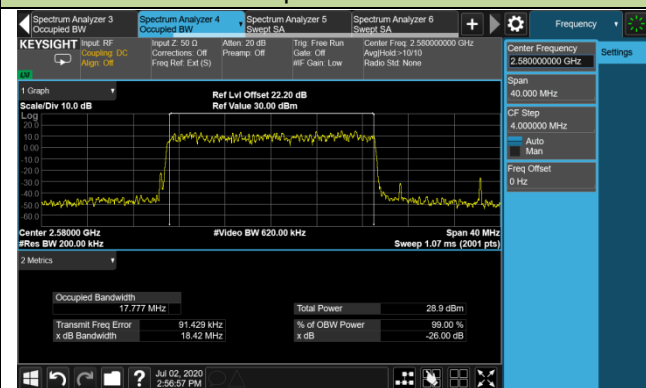 Spectrum Analyzer 3
Occupied BW
Spectrum Analyzer 4
Occupied BW
Spectrum Analyzer 5
Swept SA
Spectrum Analyzer 6
Swept SA
Frequency
KEYSIGHT
Input: RF
Coupling: DC
Align: Off
Input Z: 50 Ω
Corrections: Off
Freq Ref: Ext (S)
Atten: 20 dB
Preamp: Off
Trig: Free Run
Gate: Off
#IF Gain: Low
Center Freq: 2.580000000 GHz
Avg|Hold:>10/10
Radio Std: None
LXI
Center Frequency
2.580000000 GHz
Settings
Span
40.000 MHz
CF Step
4.000000 MHz
Auto
Man
Freq Offset
0 Hz
1 Graph
Scale/Div 10.0 dB
Ref Lvl Offset 22.20 dB
Ref Value 30.00 dBm
Log
20.0
10.0
0.00
-10.0
-20.0
-30.0
-40.0
-50.0
-60.0
Center 2.58000 GHz
#Res BW 200.00 kHz
#Video BW 620.00 kHz
Span 40 MHz
Sweep 1.07 ms (2001 pts)
2 Metrics
Occupied Bandwidth
17.777 MHz
Total Power 28.9 dBm
Transmit Freq Error 91.429 kHz
% of OBW Power 99.00 %
x dB Bandwidth 18.42 MHz
x dB -26.00 dB
?
Jul 02, 2020
2:56:57 PM